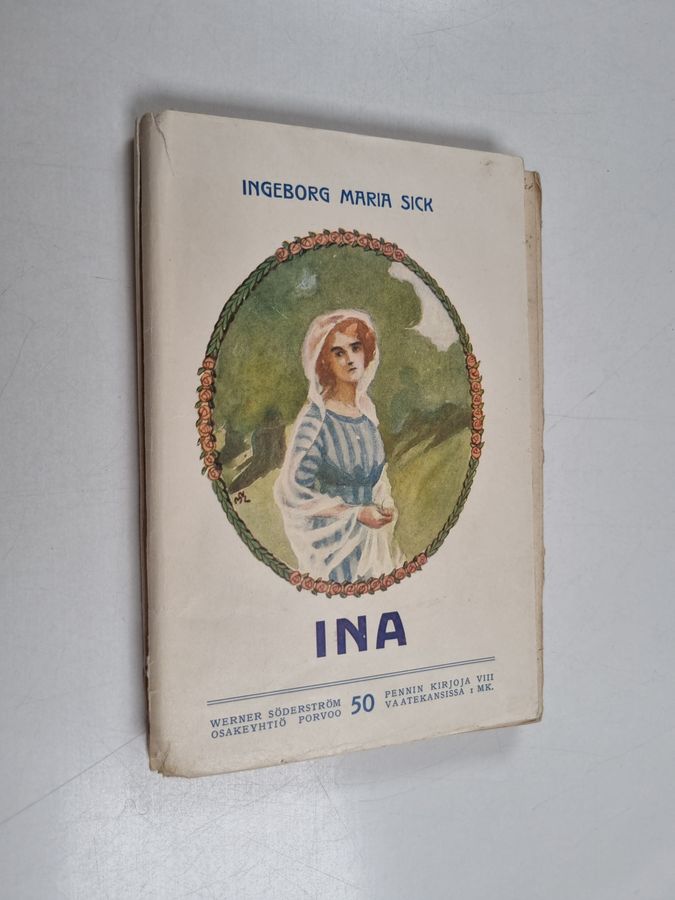 INGEBORG MARIA SICK
INA
WERNER SÖDERSTRÖM
OSAKEYHTIÖ PORVOO
50
PENNIN KIRJOJA VIII
VAATEKANSISSA 1 MK.